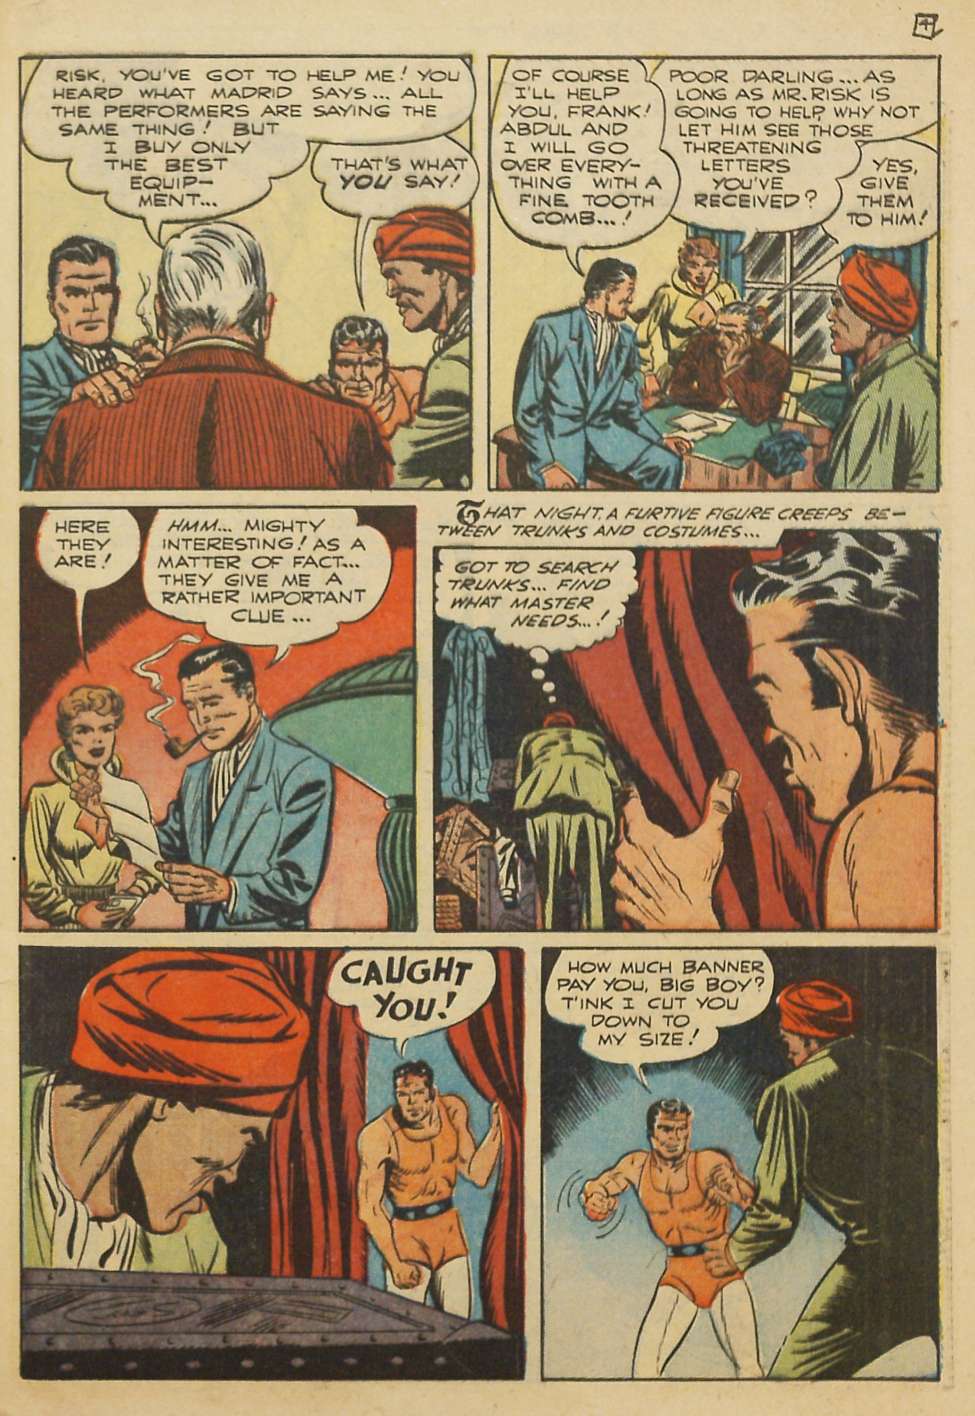 4
RISK, YOU'VE GOT TO HELP ME! YOU
HEARD WHAT MADRID SAYS... ALL
THE PERFORMERS ARE SAYING THE
SAME THING! BUT
I BUY ONLY
THE BEST
EQUIP-
MENT...
THAT'S WHAT
YOU SAY!
OF COURSE
I'LL HELP
YOU, FRANK!
ABDUL AND
I WILL GO
OVER EVERY-
THING WITH A
FINE TOOTH
COMB...!
POOR DARLING... AS
LONG AS MR. RISK IS
GOING TO HELP, WHY NOT
LET HIM SEE THOSE
THREATENING
LETTERS
YOU'VE
RECEIVED?
YES,
GIVE
THEM
TO HIM!
HERE
THEY
ARE!
HMM... MIGHTY
INTERESTING! AS A
MATTER OF FACT...
THEY GIVE ME A
RATHER IMPORTANT
CLUE...
THAT NIGHT, A FURTIVE FIGURE CREEPS BE-
TWEEN TRUNKS AND COSTUMES...
GOT TO SEARCH
TRUNKS... FIND
WHAT MASTER
NEEDS...!
CAUGHT
YOU!
HOW MUCH BANNER
PAY YOU, BIG BOY?
T'INK I CUT YOU
DOWN TO
MY SIZE!